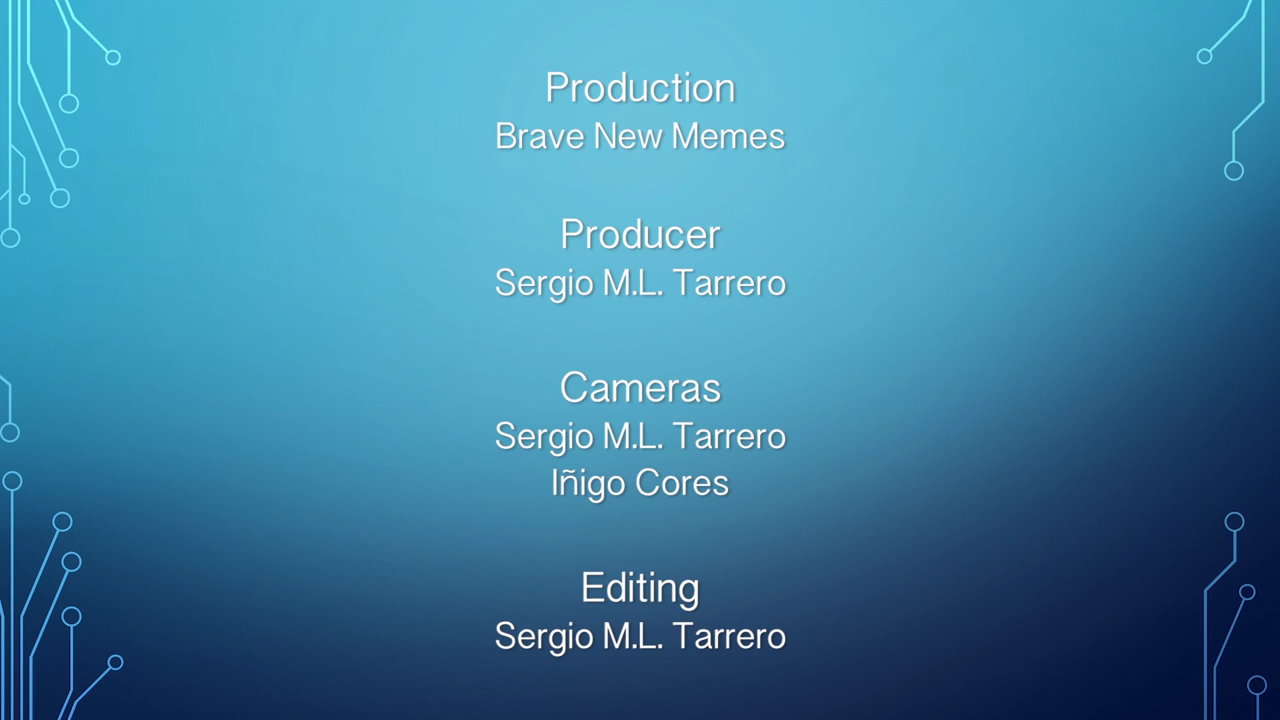 Production
Brave New Memes
Producer
Sergio M.L. Tarrero
Cameras
Sergio M.L. Tarrero
Iñigo Cores
Editing
Sergio M.L. Tarrero